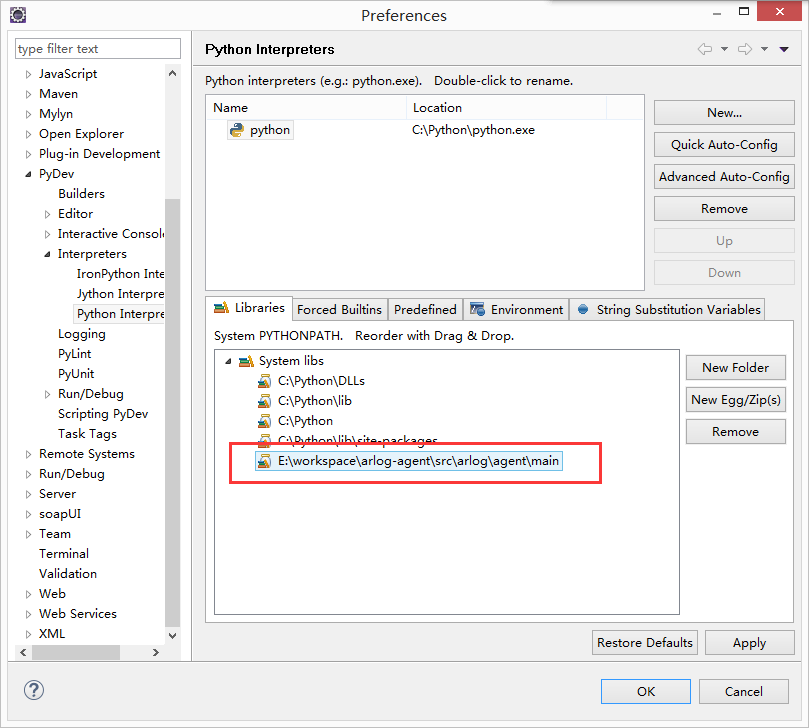 Preferences
type filter text
JavaScript
Maven
Mylyn
Open Explorer
Plug-in Development
PyDev
Builders
Editor
Interactive Consol
Interpreters
IronPython Inte
Jython Interpre
Python Interpre
Logging
PyLint
PyUnit
Run/Debug
Scripting PyDev
Task Tags
Remote Systems
Run/Debug
Server
soapUI
Team
Terminal
Validation
Web
Web Services
XML
Python Interpreters
Python interpreters (e.g.: python.exe).   Double-click to rename.
Name Location
python C:\Python\python.exe
New...
Quick Auto-Config
Advanced Auto-Config
Remove
Up
Down
Libraries Forced Builtins Predefined Environment String Substitution Variables
System PYTHONPATH.   Reorder with Drag & Drop.
System libs
C:\Python\DLLs
C:\Python\lib
C:\Python
C:\Python\lib\site-packages
E:\workspace\arlog-agent\src\arlog\agent\main
New Folder
New Egg/Zip(s)
Remove
Restore Defaults Apply
? OK Cancel